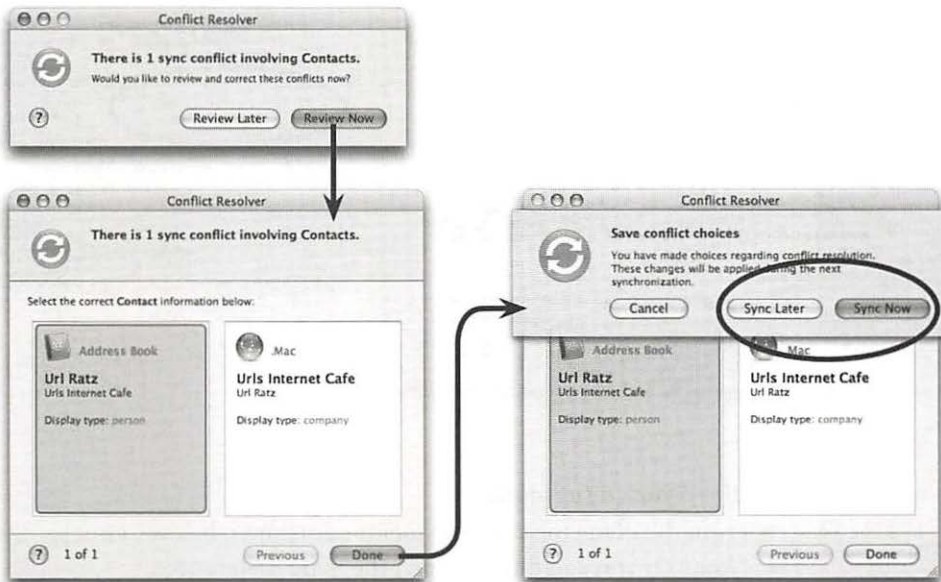 Conflict Resolver
There is 1 sync conflict involving Contacts.
Would you like to review and correct these conflicts now?
?
Review Later
Review Now
Conflict Resolver
There is 1 sync conflict involving Contacts.
Select the correct Contact information below:
Address Book
Url Ratz
Urls Internet Cafe
Display type: person
.Mac
Urls Internet Cafe
Url Ratz
Display type: company
?
1 of 1
Previous
Done
Conflict Resolver
Save conflict choices
You have made choices regarding conflict resolution.
These changes will be applied during the next
synchronization.
Cancel
Sync Later
Sync Now
Address Book
Url Ratz
Urls Internet Cafe
Display type: person
.Mac
Urls Internet Cafe
Url Ratz
Display type: company
?
1 of 1
Previous
Done